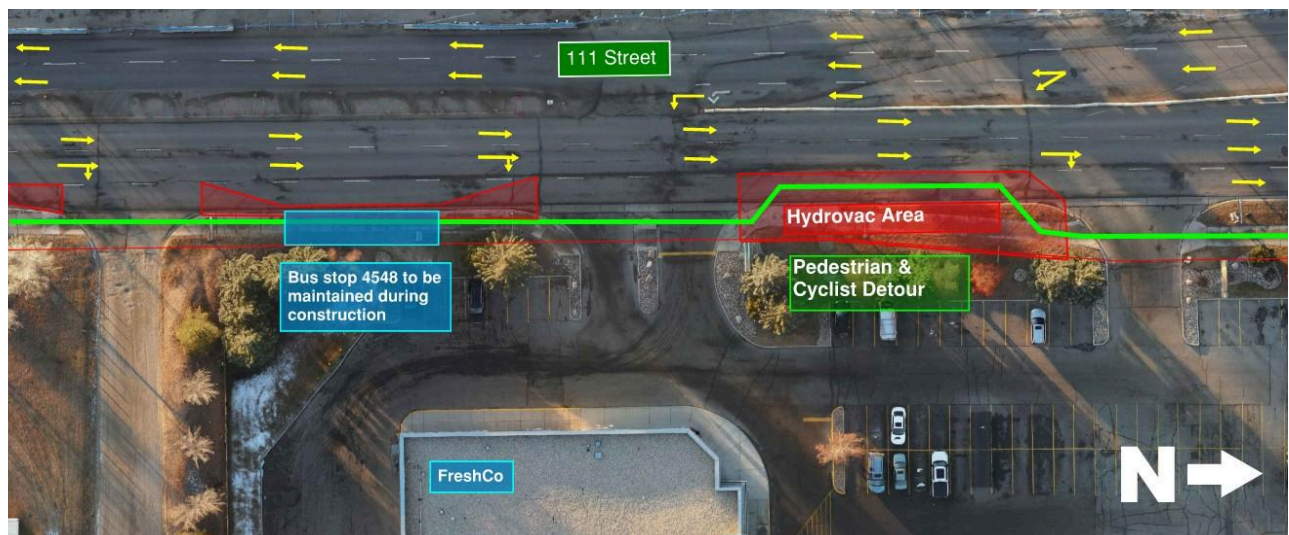 111 Street
Hydrovac Area
Bus stop 4548 to be
maintained during
construction
Pedestrian &
Cyclist Detour
FreshCo
N